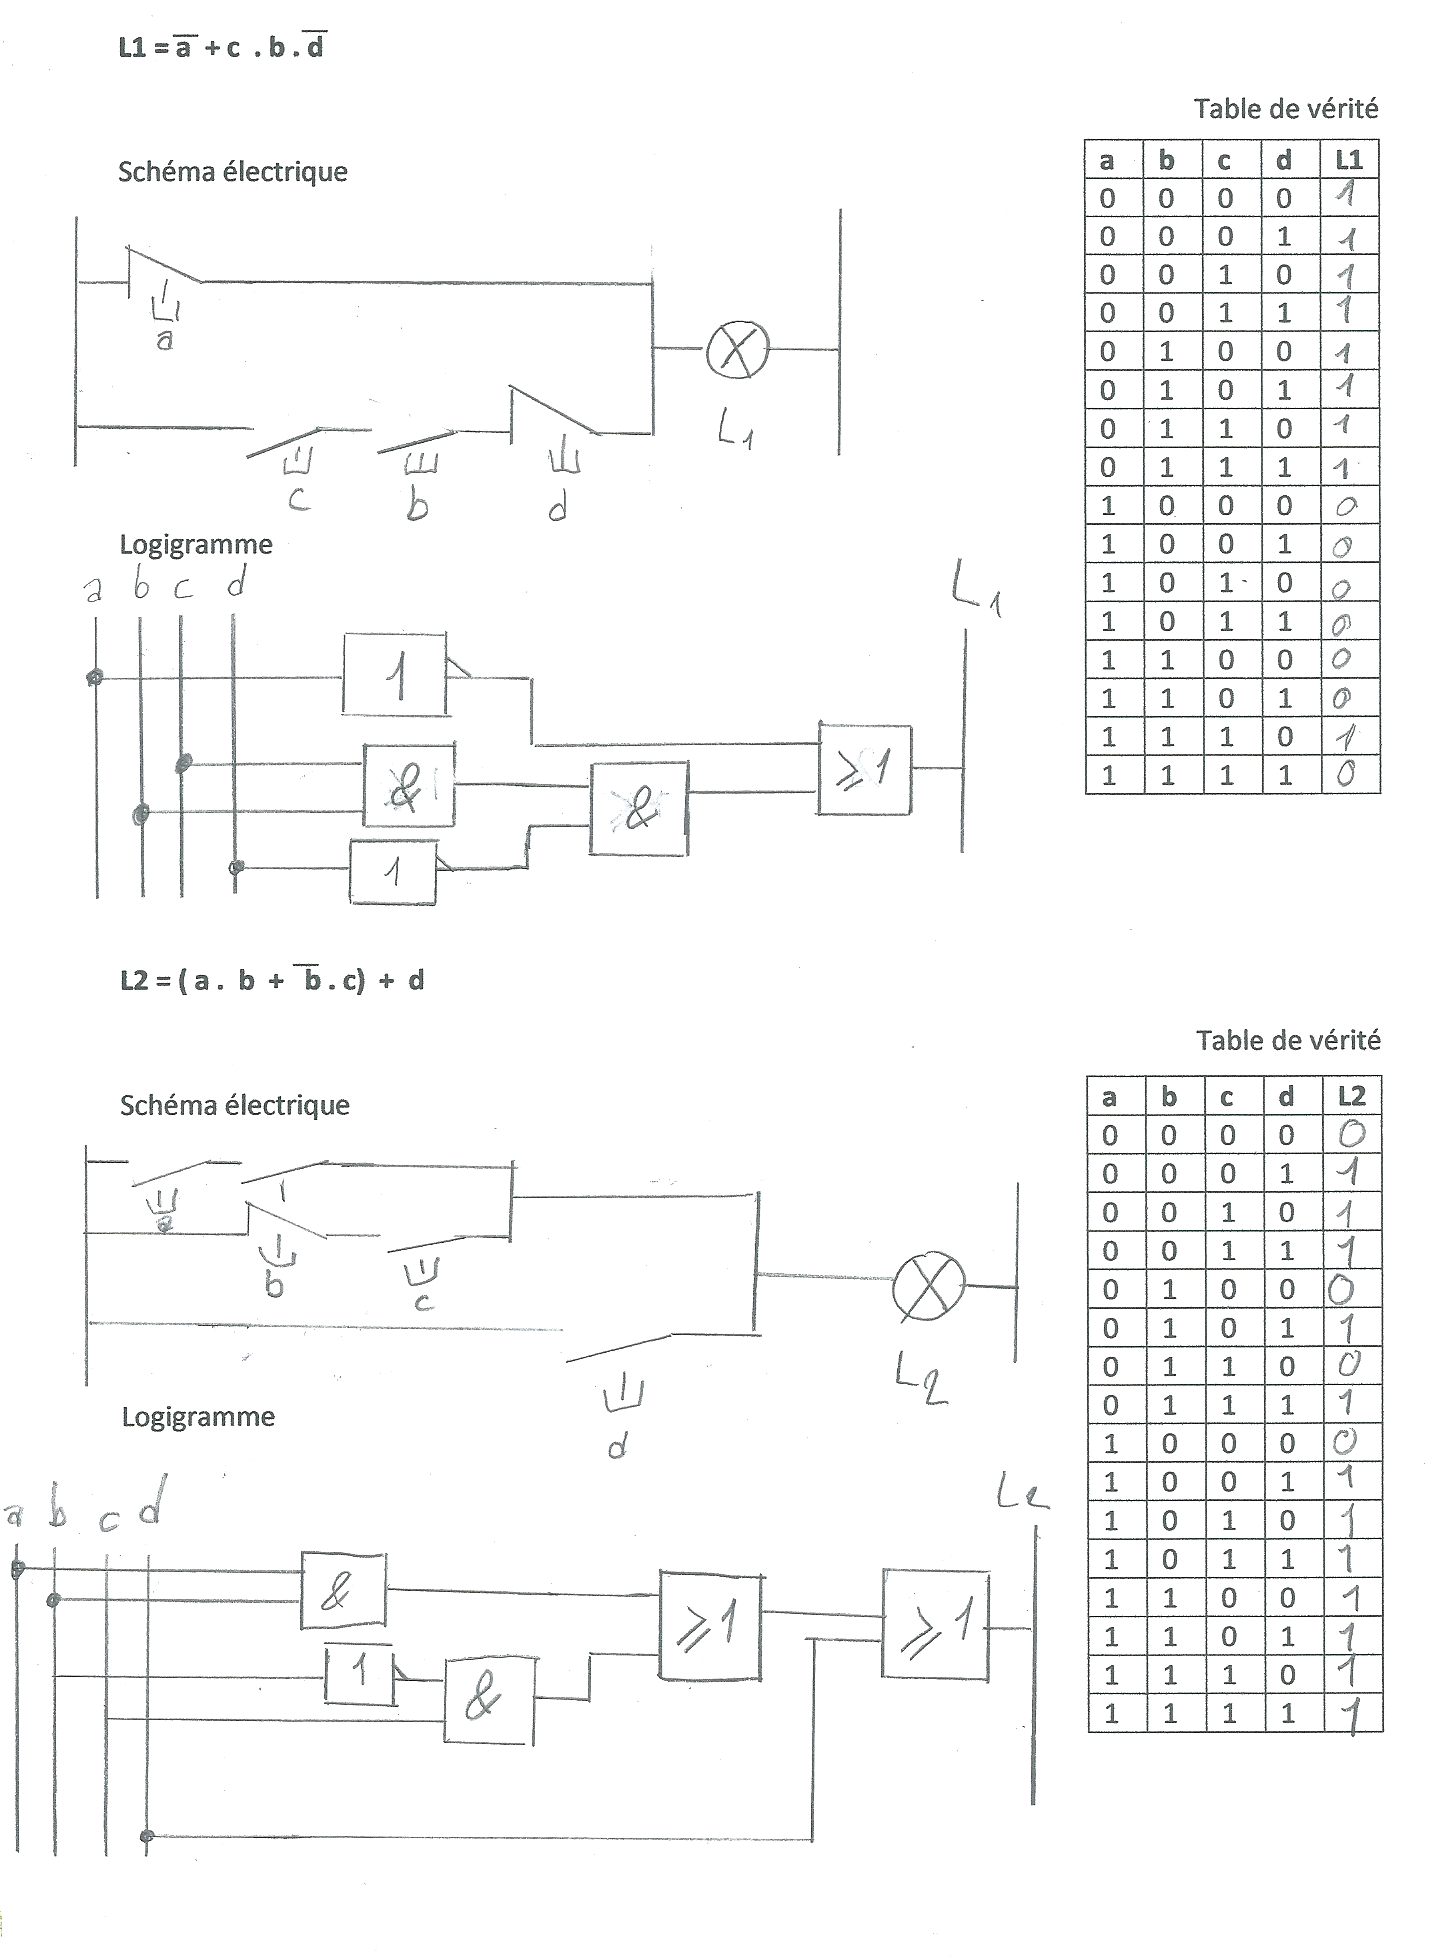 L1 = a̅ + c . b . d̅
Table de vérité
Schéma électrique
a b c d L1
0 0 0 0 1
0 0 0 1 1
0 0 1 0 1
0 0 1 1 1
0 1 0 0 1
0 1 0 1 1
0 1 1 0 1
0 1 1 1 1
1 0 0 0 0
1 0 0 1 0
1 0 1 0 0
1 0 1 1 0
1 1 0 0 0
1 1 0 1 0
1 1 1 0 1
1 1 1 1 0
a
L1
c b d
Logigramme
a b c d
L1
1
&
&
≥1
1
L2 = ( a . b + b̅ . c) + d
Table de vérité
Schéma électrique
a b c d L2
0 0 0 0 0
0 0 0 1 1
0 0 1 0 1
0 0 1 1 1
0 1 0 0 0
0 1 0 1 1
0 1 1 0 0
0 1 1 1 1
1 0 0 0 0
1 0 0 1 1
1 0 1 0 1
1 0 1 1 1
1 1 0 0 1
1 1 0 1 1
1 1 1 0 1
1 1 1 1 1
a
b c
L2
d
Logigramme
a b c d
L2
&
≥1
≥1
1
&